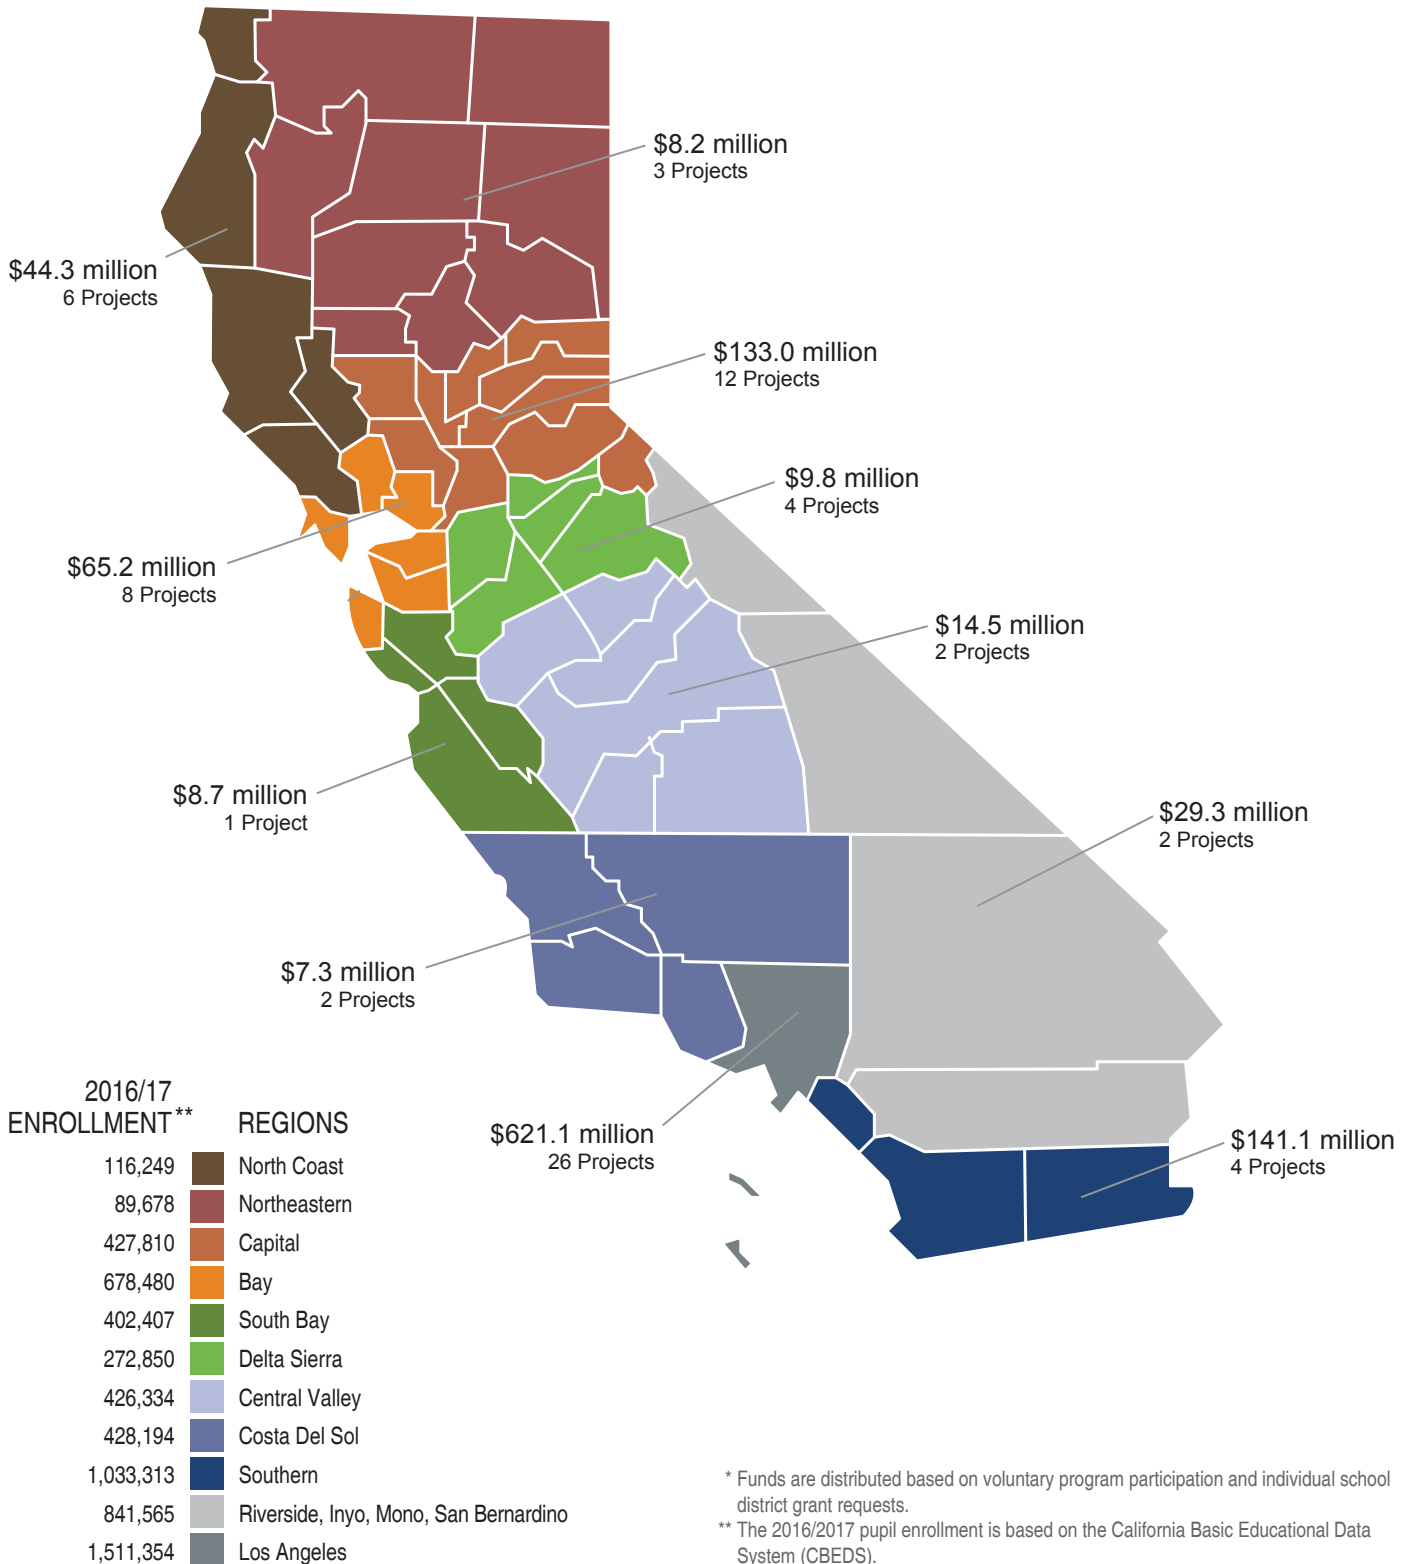 $8.2 million
3 Projects
$44.3 million
6 Projects
$133.0 million
12 Projects
$9.8 million
4 Projects
$65.2 million
8 Projects
$14.5 million
2 Projects
$8.7 million
1 Project
$29.3 million
2 Projects
$7.3 million
2 Projects
$621.1 million
26 Projects
$141.1 million
4 Projects
2016/17
ENROLLMENT** REGIONS
116,249 North Coast
89,678 Northeastern
427,810 Capital
678,480 Bay
402,407 South Bay
272,850 Delta Sierra
426,334 Central Valley
428,194 Costa Del Sol
1,033,313 Southern
841,565 Riverside, Inyo, Mono, San Bernardino
1,511,354 Los Angeles
* Funds are distributed based on voluntary program participation and individual school
district grant requests.
** The 2016/2017 pupil enrollment is based on the California Basic Educational Data
System (CBEDS).